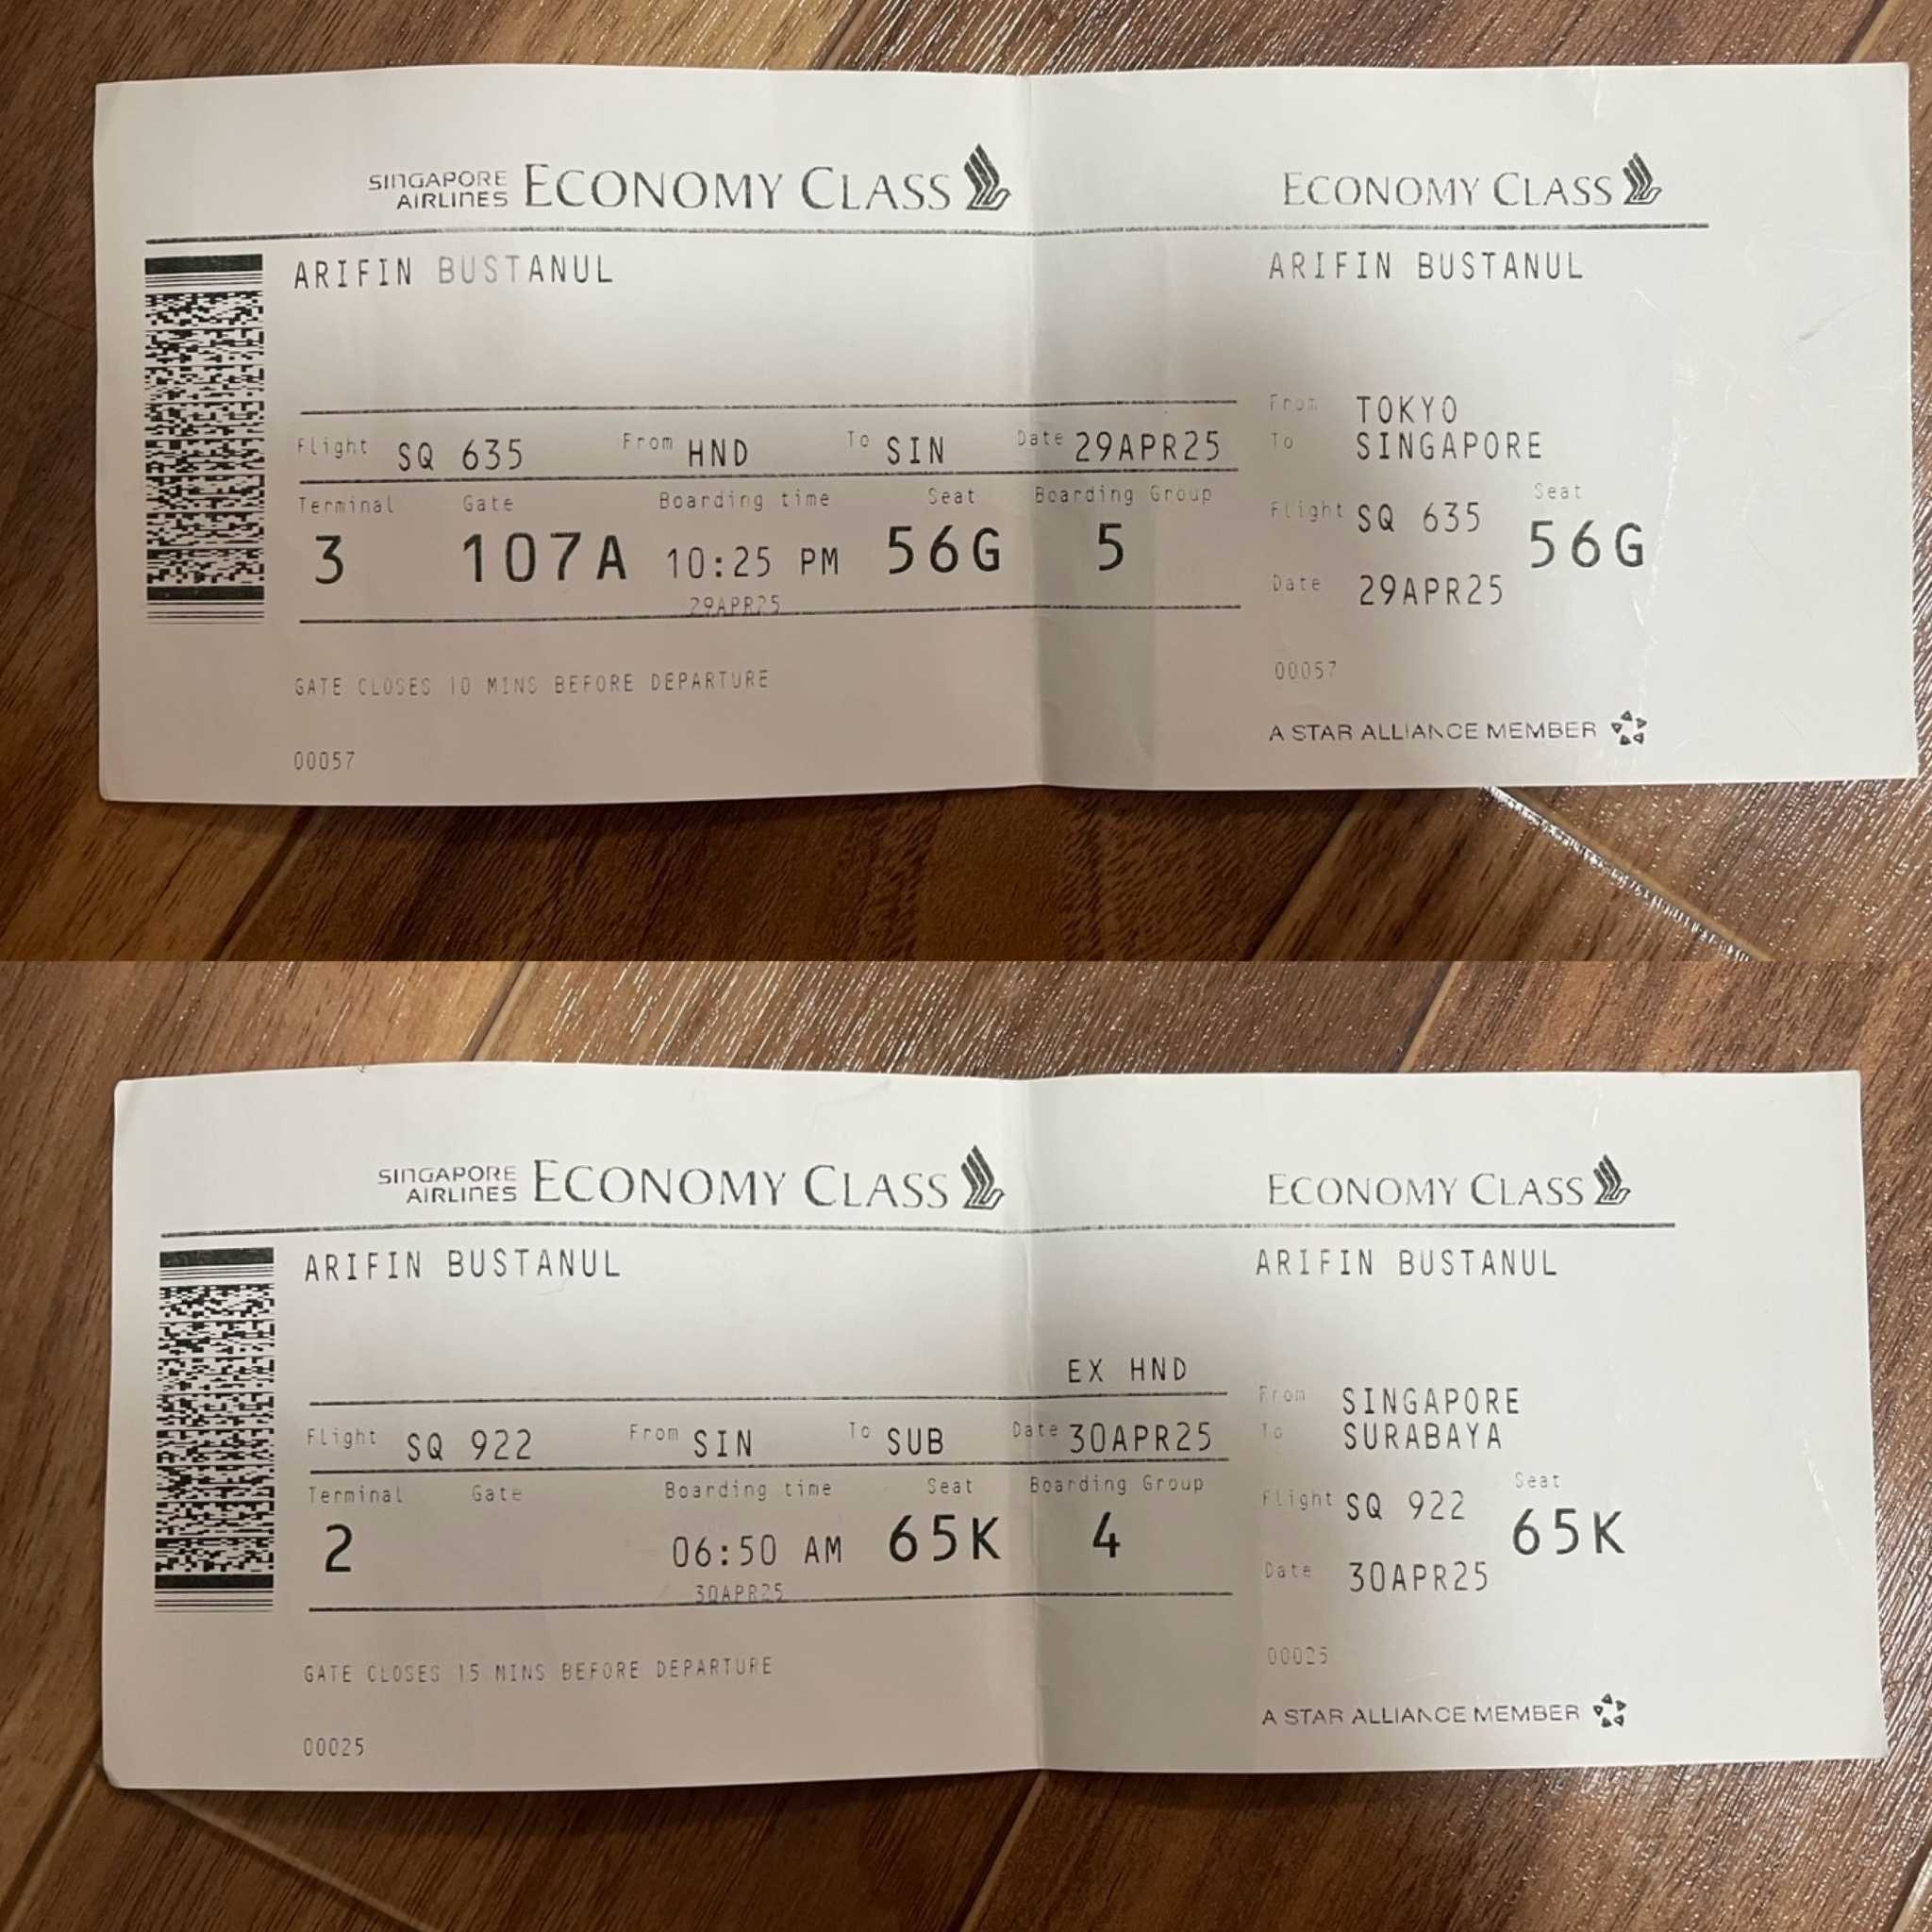 SINGAPORE AIRLINES ECONOMY CLASS
ECONOMY CLASS
ARIFIN BUSTANUL
ARIFIN BUSTANUL
Flight SQ 635 From HND To SIN Date 29APR25
Terminal Gate Boarding time Seat Boarding Group
3 107A 10:25 PM 56G 5
29APR25
GATE CLOSES 10 MINS BEFORE DEPARTURE
00057
From TOKYO
To SINGAPORE
Flight SQ 635 Seat 56G
Date 29APR25
00057
A STAR ALLIANCE MEMBER
SINGAPORE AIRLINES ECONOMY CLASS
ECONOMY CLASS
ARIFIN BUSTANUL
ARIFIN BUSTANUL
EX HND
Flight SQ 922 From SIN To SUB Date 30APR25
Terminal Gate Boarding time Seat Boarding Group
2 06:50 AM 65K 4
30APR25
GATE CLOSES 15 MINS BEFORE DEPARTURE
00025
From SINGAPORE
To SURABAYA
Flight SQ 922 Seat 65K
Date 30APR25
00025
A STAR ALLIANCE MEMBER